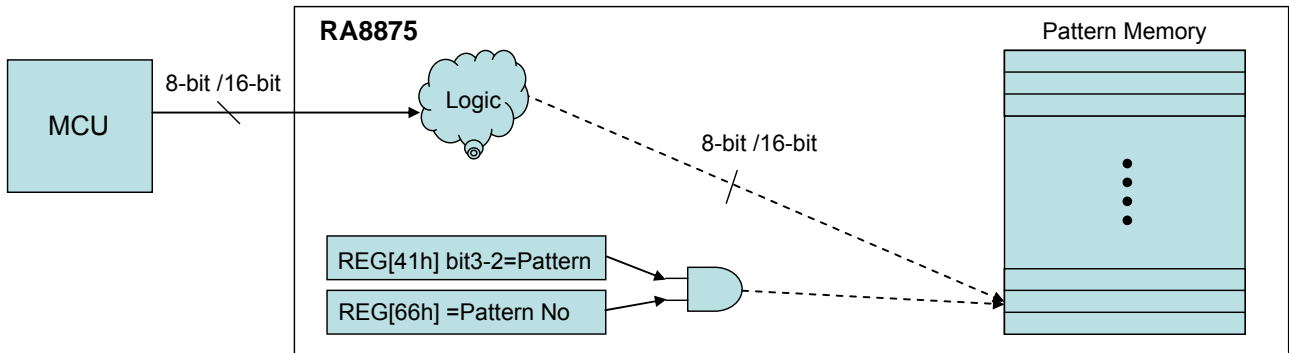 RA8875
Pattern Memory
8-bit /16-bit
MCU
Logic
8-bit /16-bit
REG[41h] bit3-2=Pattern
REG[66h] =Pattern No